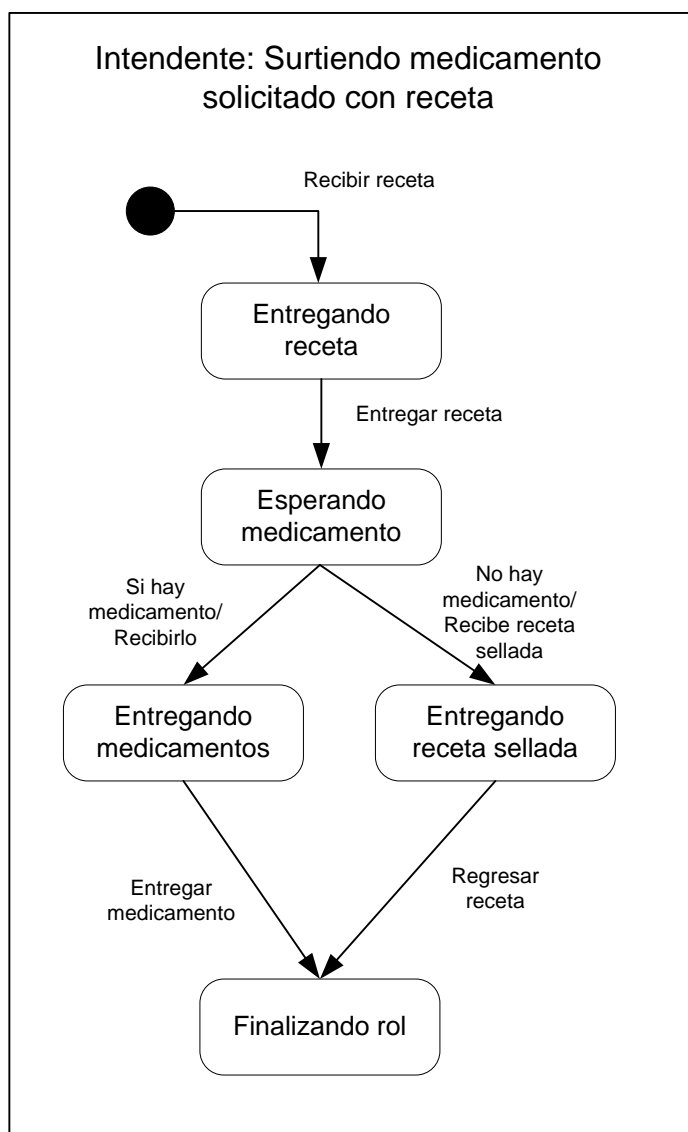 Intendente: Surtiendo medicamento
solicitado con receta
Recibir receta
Entregando
receta
Entregar receta
Esperando
medicamento
Si hay
medicamento/
Recibirlo
No hay
medicamento/
Recibe receta
sellada
Entregando
medicamentos
Entregando
receta sellada
Entregar
medicamento
Regresar
receta
Finalizando rol